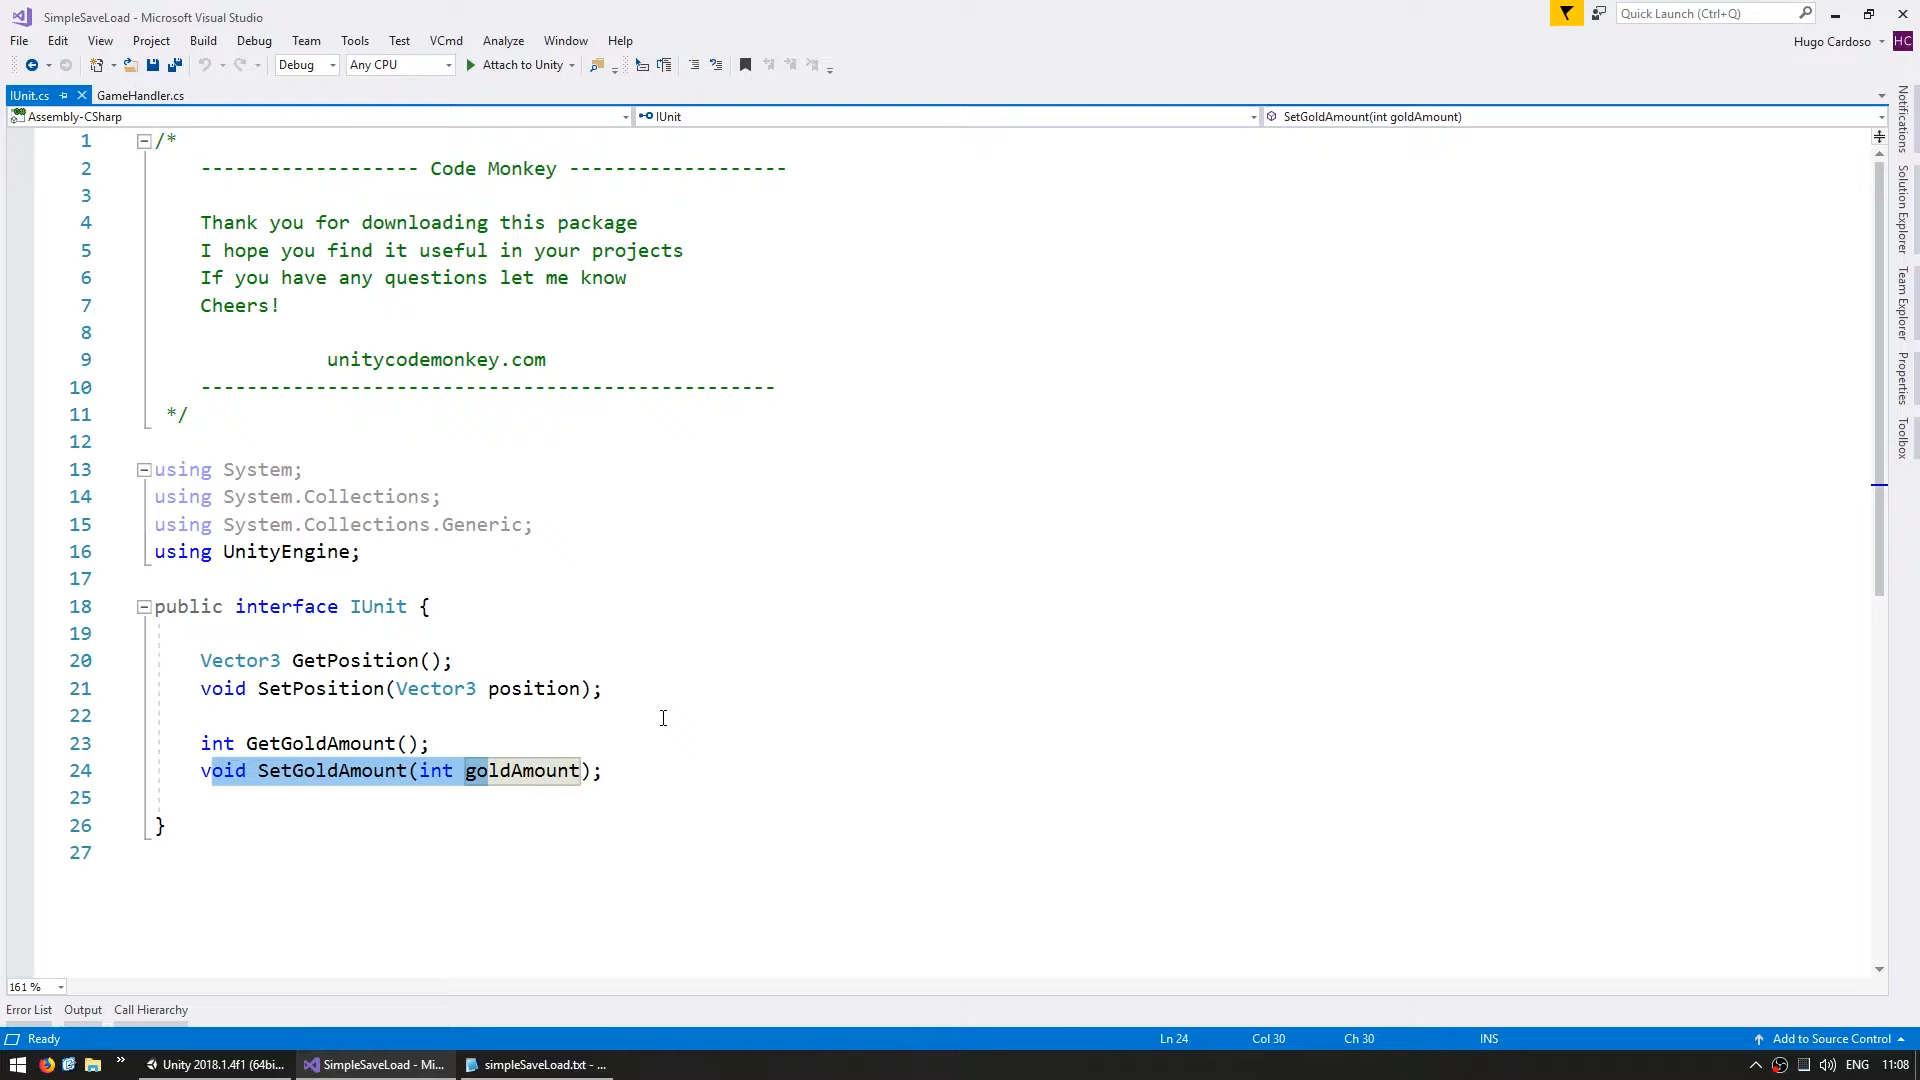 SimpleSaveLoad - Microsoft Visual Studio
Quick Launch (Ctrl+Q)
File Edit View Project Build Debug Team Tools Test VCmd Analyze Window Help
Hugo Cardoso HC
Debug Any CPU Attach to Unity
IUnit.cs GameHandler.cs
Assembly-CSharp IUnit SetGoldAmount(int goldAmount)
1 /*
2 ------------------- Code Monkey -------------------
3
4 Thank you for downloading this package
5 I hope you find it useful in your projects
6 If you have any questions let me know
7 Cheers!
8
9 unitycodemonkey.com
10 --------------------------------------------------
11 */
12
13 using System;
14 using System.Collections;
15 using System.Collections.Generic;
16 using UnityEngine;
17
18 public interface IUnit {
19
20 Vector3 GetPosition();
21 void SetPosition(Vector3 position);
22
23 int GetGoldAmount();
24 void SetGoldAmount(int goldAmount);
25
26 }
27
Notifications
Solution Explorer
Team Explorer
Properties
Toolbox
161 %
Error List Output Call Hierarchy
Ready Ln 24 Col 30 Ch 30 INS Add to Source Control
Unity 2018.1.4f1 (64bi... SimpleSaveLoad - Mi... simpleSaveLoad.txt - ... ENG 11:08